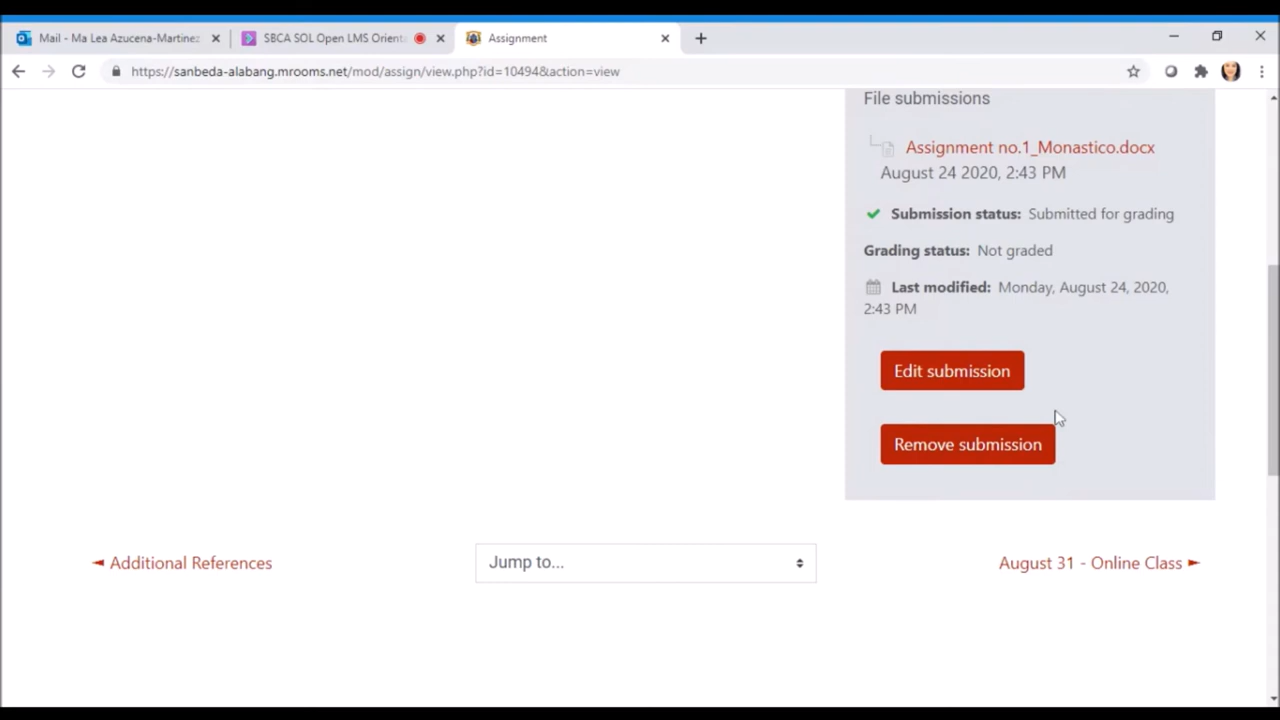 Mail - Ma Lea Azucena-Martinez
SBCA SOL Open LMS Orient
Assignment
https://sanbeda-alabang.mrooms.net/mod/assign/view.php?id=10494&action=view
File submissions
Assignment no.1_Monastico.docx
August 24 2020, 2:43 PM
Submission status: Submitted for grading
Grading status: Not graded
Last modified: Monday, August 24, 2020,
2:43 PM
Edit submission
Remove submission
◄ Additional References
Jump to...
August 31 - Online Class ►